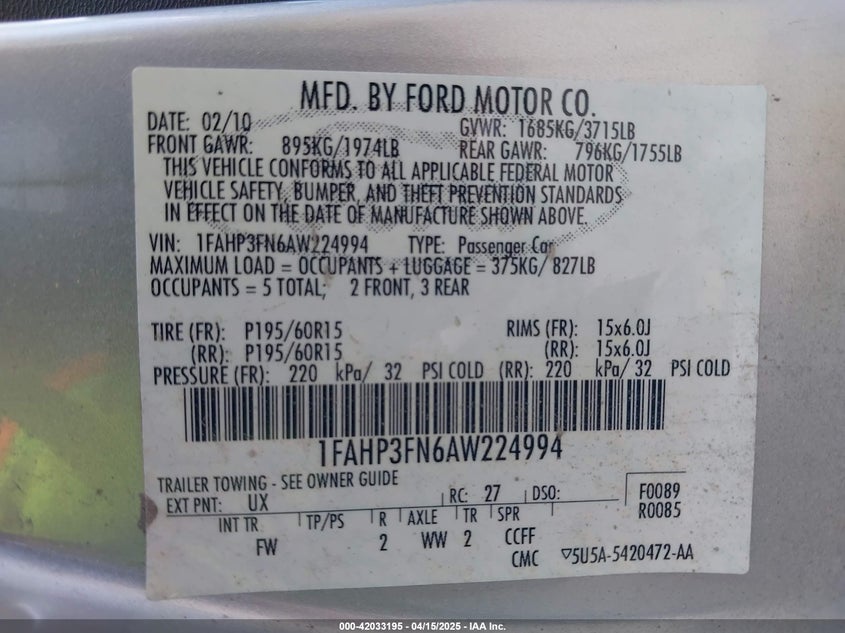 MFD. BY FORD MOTOR CO.
DATE: 02/10 GVWR: 1685KG/3715LB
FRONT GAWR: 895KG/1974LB REAR GAWR: 796KG/1755LB
THIS VEHICLE CONFORMS TO ALL APPLICABLE FEDERAL MOTOR
VEHICLE SAFETY, BUMPER, AND THEFT PREVENTION STANDARDS
IN EFFECT ON THE DATE OF MANUFACTURE SHOWN ABOVE.
VIN: 1FAHP3FN6AW224994 TYPE: Passenger Car
MAXIMUM LOAD = OCCUPANTS + LUGGAGE = 375KG/ 827LB
OCCUPANTS = 5 TOTAL; 2 FRONT, 3 REAR
TIRE (FR): P195/60R15 RIMS (FR): 15x6.0J
(RR): P195/60R15 (RR): 15x6.0J
PRESSURE (FR): 220 kPa/ 32 PSI COLD (RR): 220 kPa/ 32 PSI COLD
1FAHP3FN6AW224994
TRAILER TOWING - SEE OWNER GUIDE
EXT PNT: UX RC: 27 DSO: F0089
R0085
INT TR TP/PS R AXLE TR SPR
FW 2 WW 2 CCFF
CMC ▽5U5A-5420472-AA
000-42033195 - 04/15/2025 - IAA Inc.